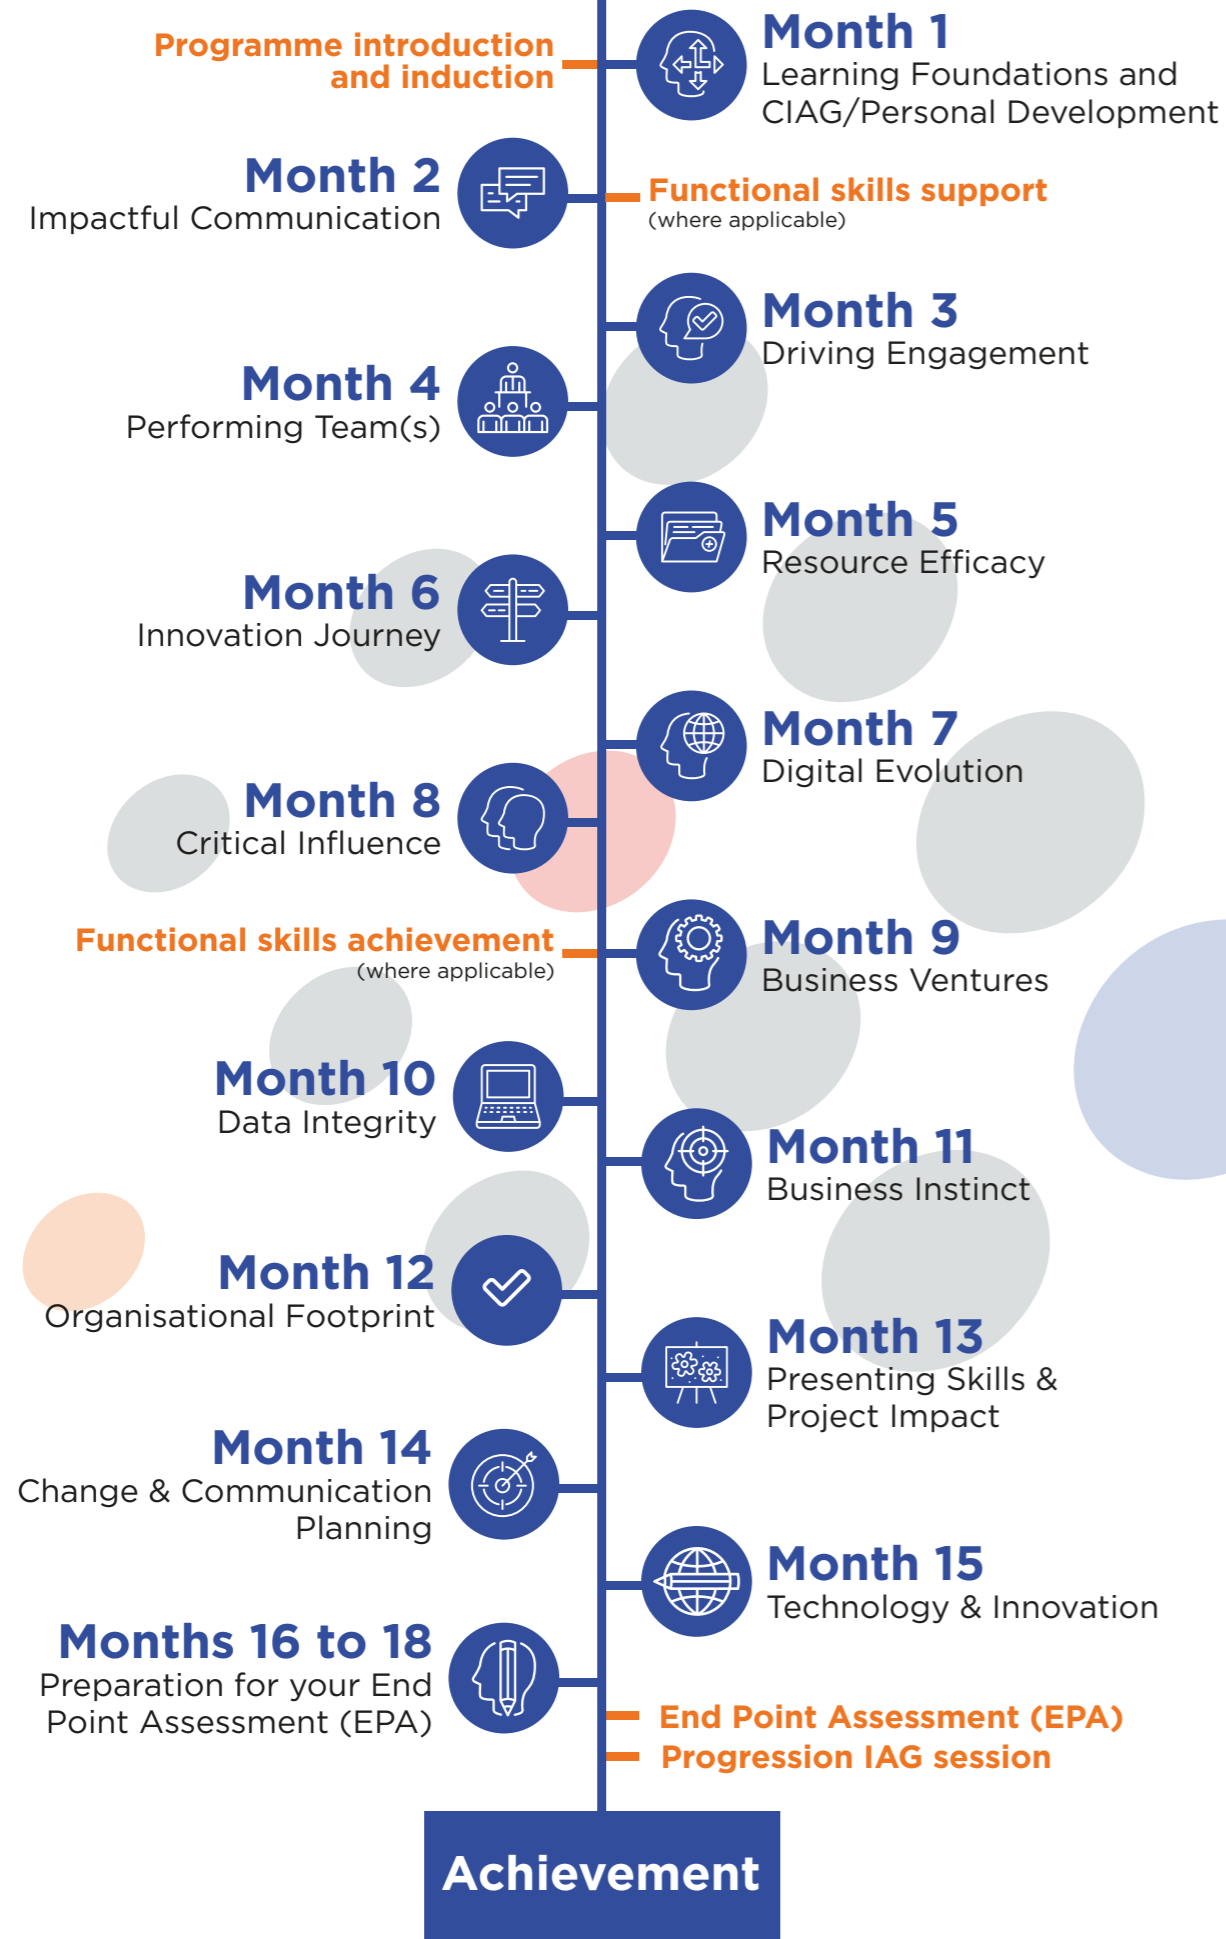 Programme introduction
and induction
Month 1
Learning Foundations and
CIAG/Personal Development
Month 2
Impactful Communication
Functional skills support
(where applicable)
Month 3
Driving Engagement
Month 4
Performing Team(s)
Month 5
Resource Efficacy
Month 6
Innovation Journey
Month 7
Digital Evolution
Month 8
Critical Influence
Functional skills achievement
(where applicable)
Month 9
Business Ventures
Month 10
Data Integrity
Month 11
Business Instinct
Month 12
Organisational Footprint
Month 13
Presenting Skills &
Project Impact
Month 14
Change & Communication
Planning
Month 15
Technology & Innovation
Months 16 to 18
Preparation for your End
Point Assessment (EPA)
End Point Assessment (EPA)
Progression IAG session
Achievement